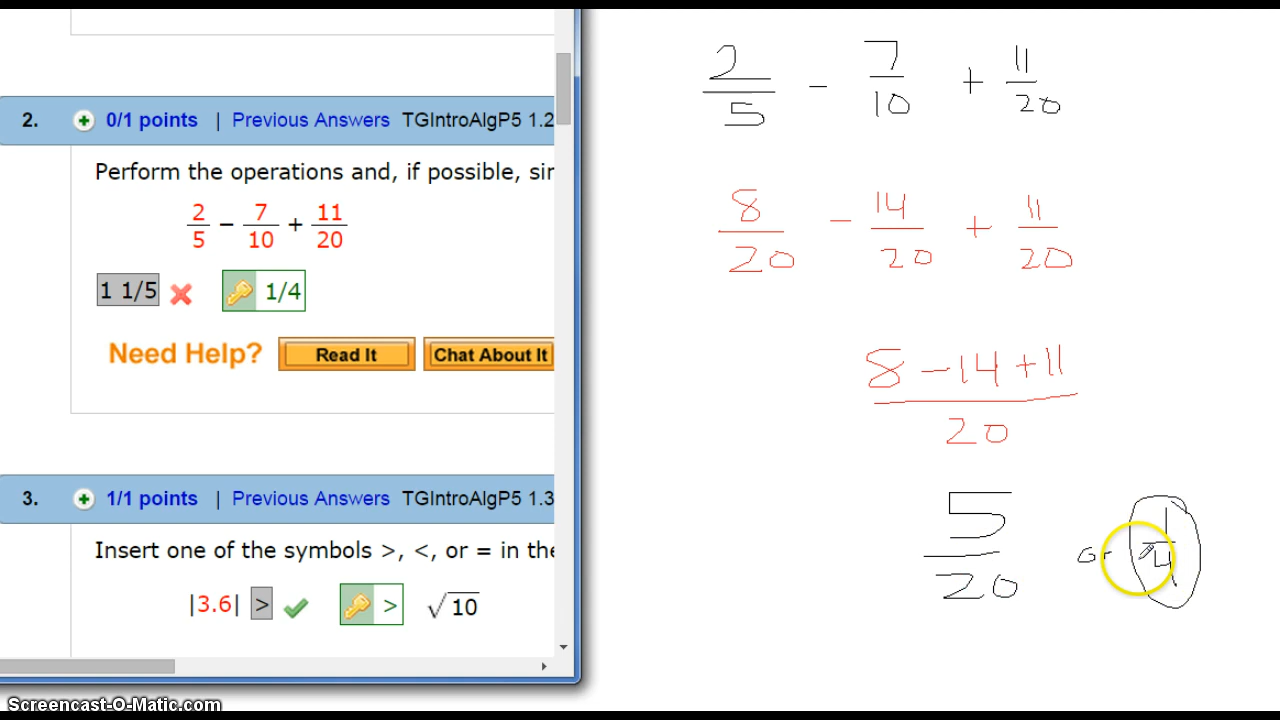 2. 0/1 points | Previous Answers TGIntroAlgP5 1.2
Perform the operations and, if possible, sir
2/5 − 7/10 + 11/20
1 1/5 1/4
Need Help? Read It Chat About It
3. 1/1 points | Previous Answers TGIntroAlgP5 1.3
Insert one of the symbols >, <, or = in the
|3.6| > > √10
2/5 − 7/10 + 11/20
8/20 − 14/20 + 11/20
8 − 14 + 11
20
5/20 or 1/4
Screencast-O-Matic.com